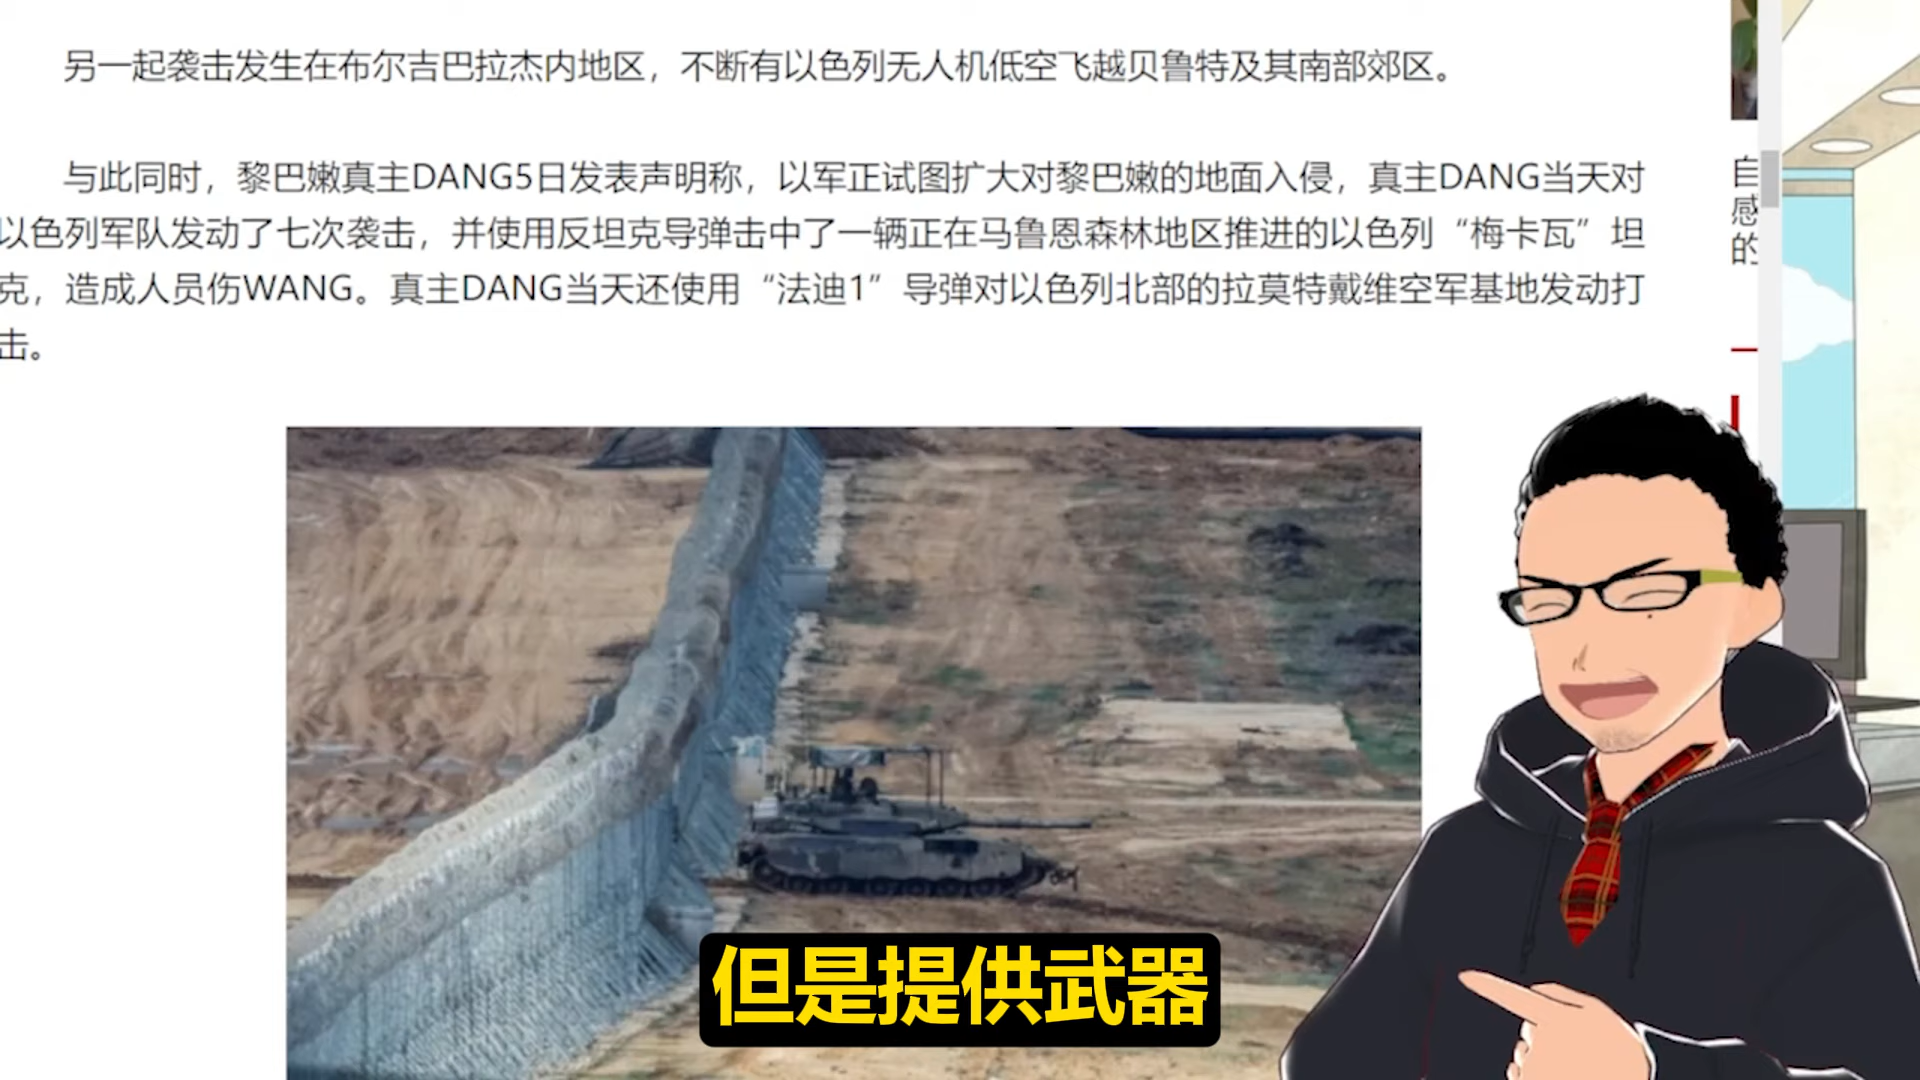 另一起袭击发生在布尔吉巴拉杰内地区，不断有以色列无人机低空飞越贝鲁特及其南部郊区。
与此同时，黎巴嫩真主DANG5日发表声明称，以军正试图扩大对黎巴嫩的地面入侵，真主DANG当天对
以色列军队发动了七次袭击，并使用反坦克导弹击中了一辆正在马鲁恩森林地区推进的以色列“梅卡瓦”坦
克，造成人员伤WANG。真主DANG当天还使用“法迪1”导弹对以色列北部的拉莫特戴维空军基地发动打
击。
自
感
的
但是提供武器